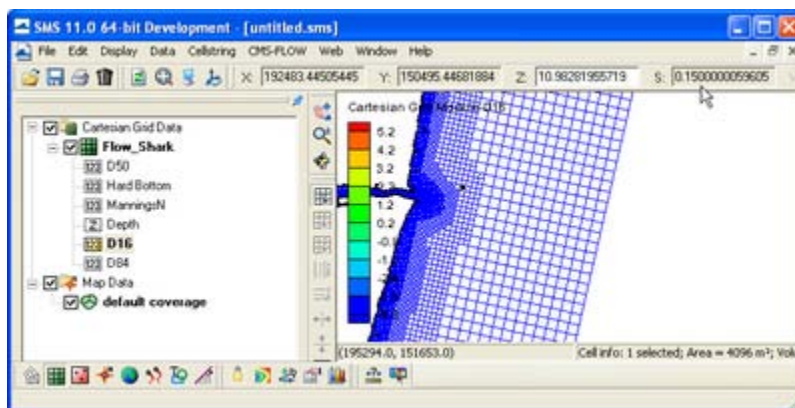 SMS 11.0 64-bit Development - [untitled.sms]
File Edit Display Data Cellstring CMS-FLOW Web Window Help
X: 192483.44505445 Y: 150495.44681884 Z: 10.98281955719 S: 0.1500000059605
Cartesian Grid Data
Flow_Shark
D50
Hard Bottom
ManningsN
Depth
D16
D84
Map Data
default coverage
Cartesian Grid Module D16
5.2
4.2
3.2
2.2
1.2
0.2
(195294.0, 151653.0) Cell info: 1 selected; Area = 4096 m²; Volu